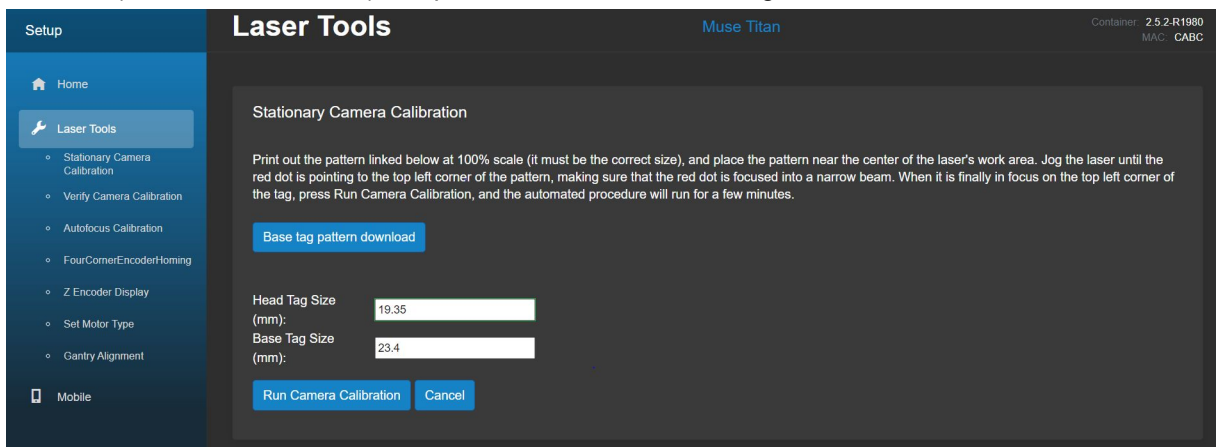 Setup
Laser Tools
Muse Titan
Container: 2.5.2-R1980
MAC: CABC
Home
Laser Tools
Stationary Camera
Calibration
Verify Camera Calibration
Autofocus Calibration
FourCornerEncoderHoming
Z Encoder Display
Set Motor Type
Gantry Alignment
Mobile
Stationary Camera Calibration
Print out the pattern linked below at 100% scale (it must be the correct size), and place the pattern near the center of the laser's work area. Jog the laser until the
red dot is pointing to the top left corner of the pattern, making sure that the red dot is focused into a narrow beam. When it is finally in focus on the top left corner of
the tag, press Run Camera Calibration, and the automated procedure will run for a few minutes.
Base tag pattern download
Head Tag Size
(mm):
19.35
Base Tag Size
(mm):
23.4
Run Camera Calibration
Cancel